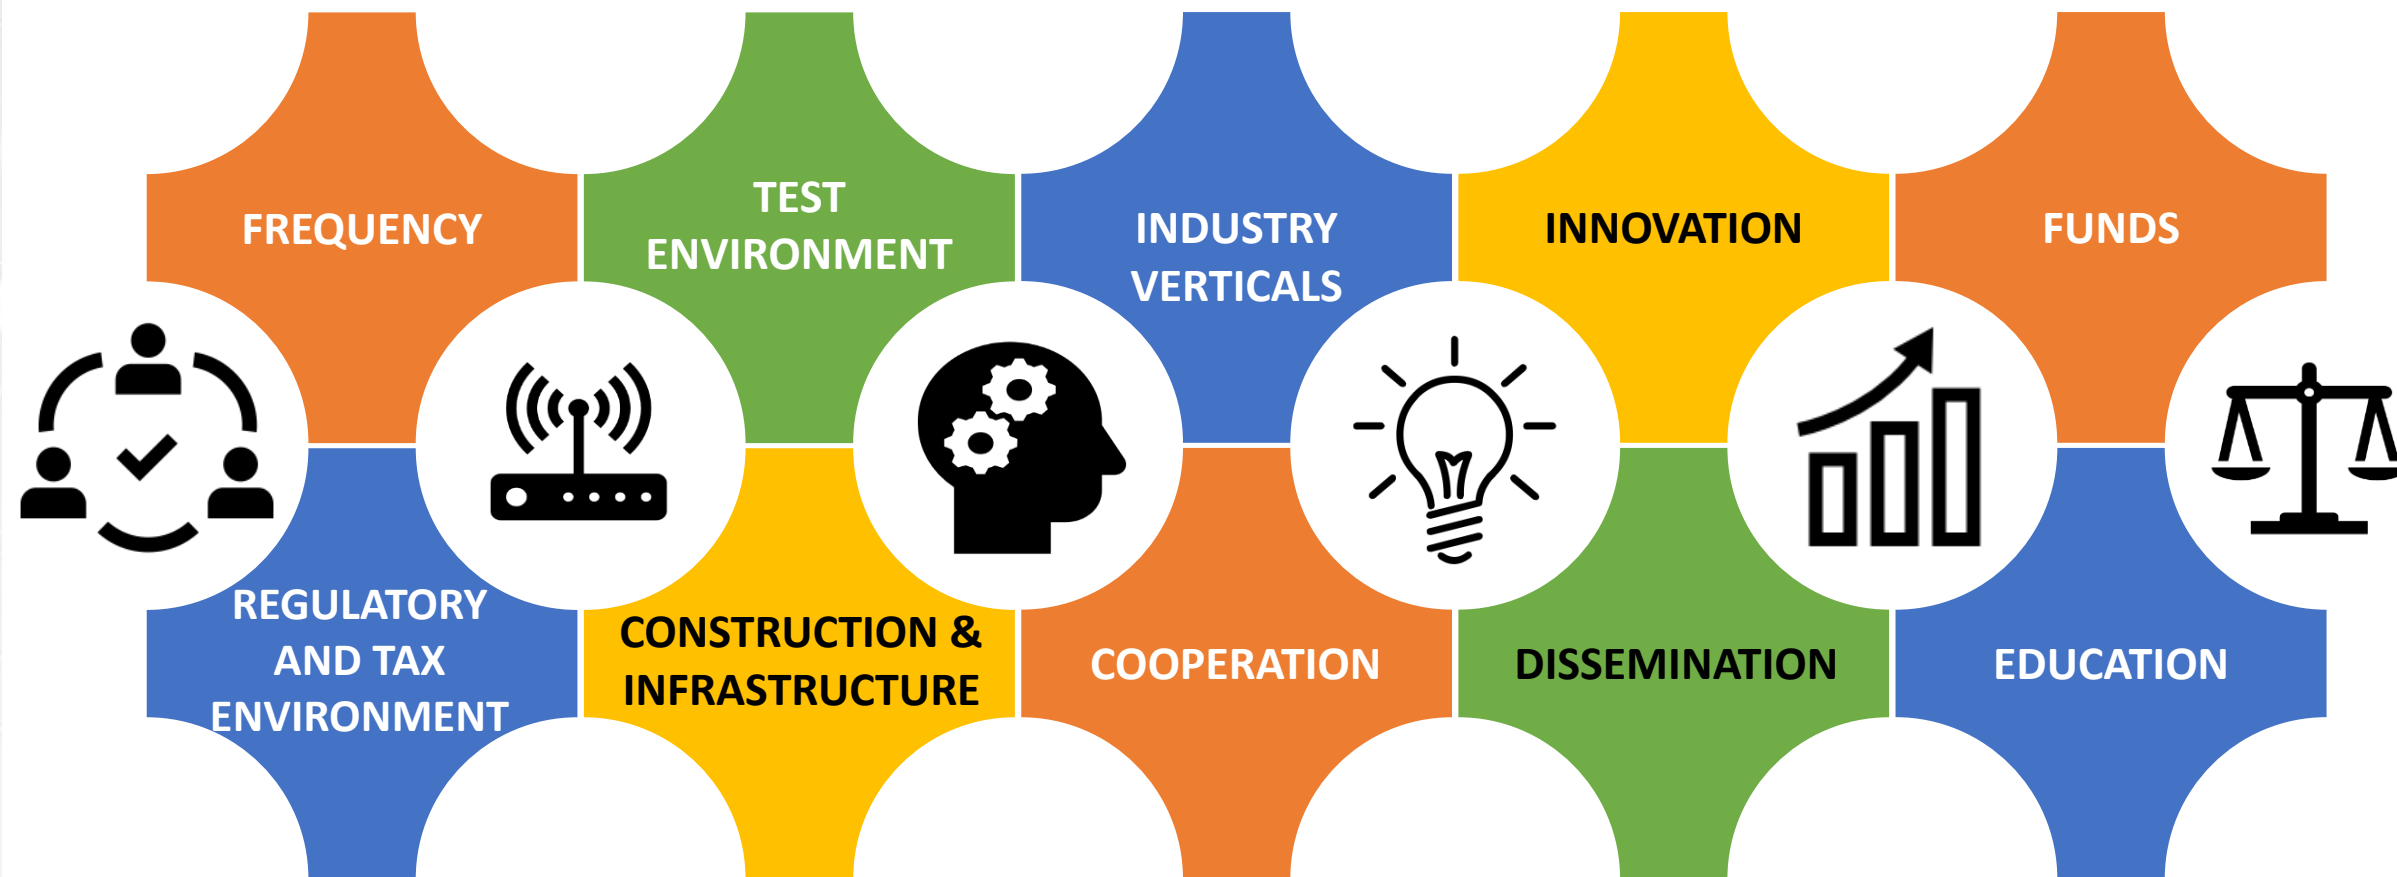 FREQUENCY
TEST
ENVIRONMENT
INDUSTRY
VERTICALS
INNOVATION
FUNDS
REGULATORY
AND TAX
ENVIRONMENT
CONSTRUCTION &
INFRASTRUCTURE
COOPERATION
DISSEMINATION
EDUCATION